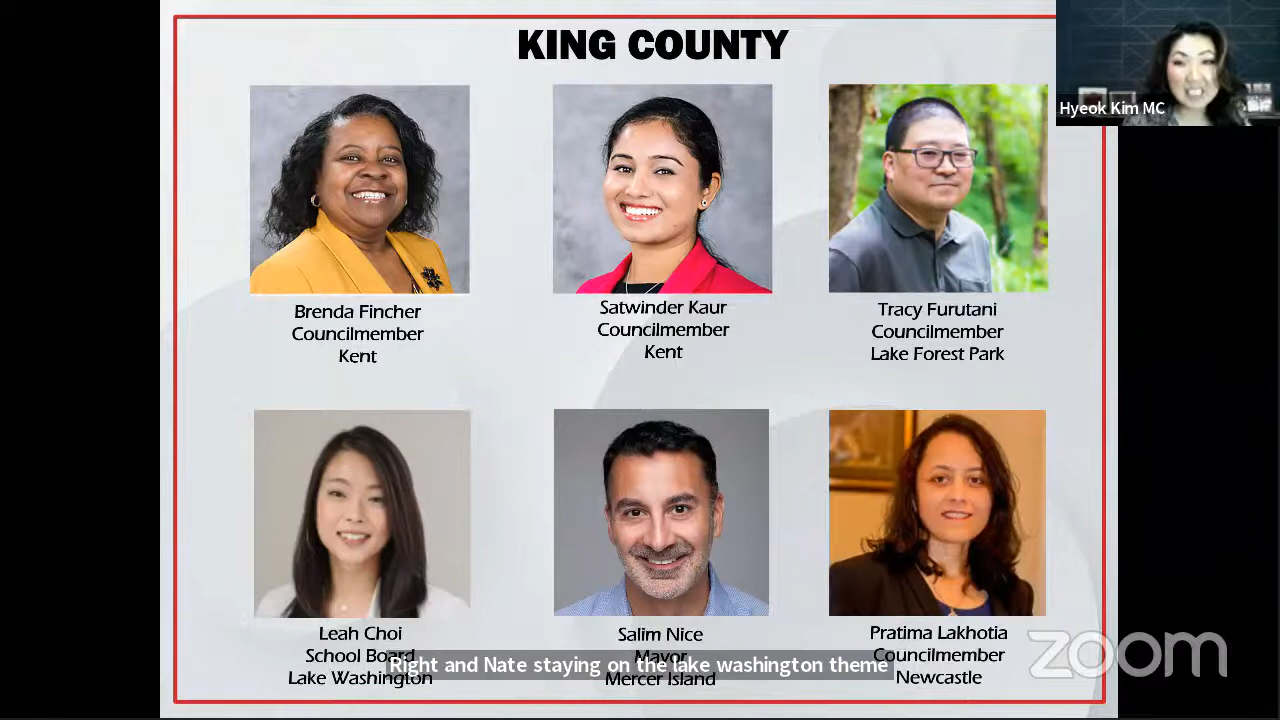 KING COUNTY
Hyeok Kim MC
Brenda Fincher
Councilmember
Kent
Satwinder Kaur
Councilmember
Kent
Tracy Furutani
Councilmember
Lake Forest Park
Leah Choi
School Board
Lake Washington
Salim Nice
Mayor
Mercer Island
Pratima Lakhotia
Councilmember
Newcastle
Right and Nate staying on the lake washington theme
zoom